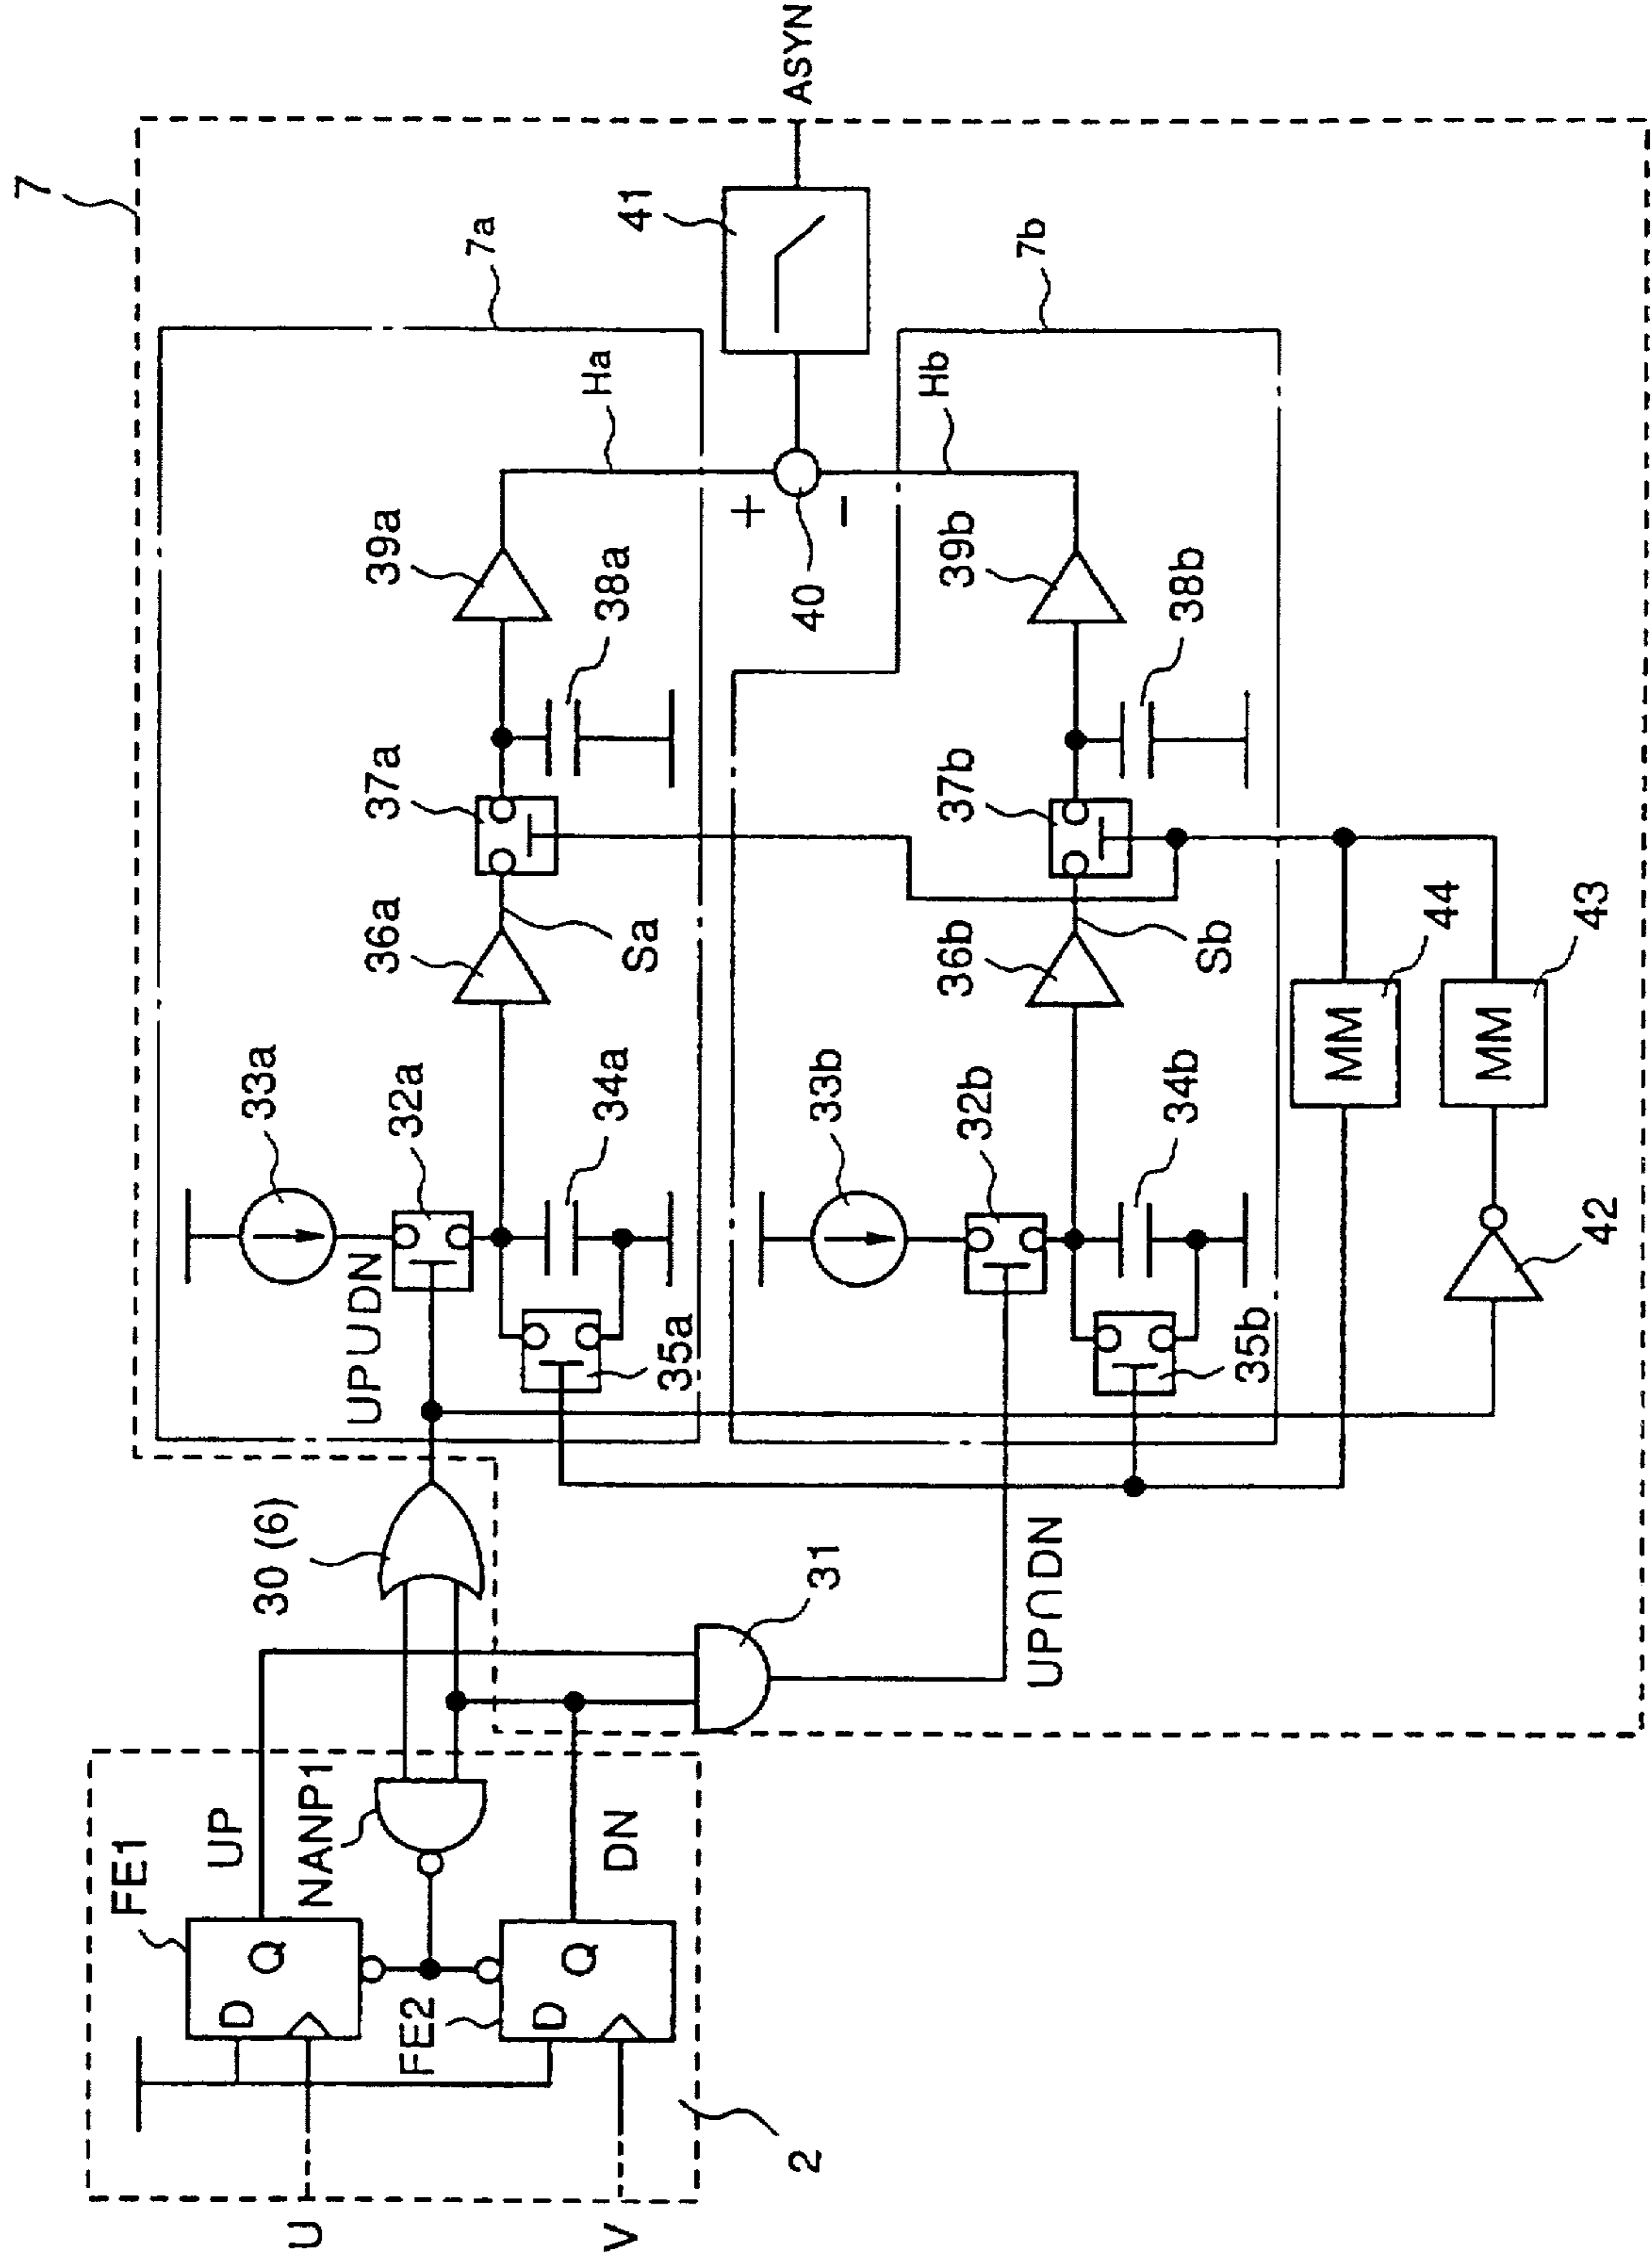 7
7a
41
ASYN
Ha
7b
Hb
39a
38a
+
−
40
39b
38b
37a
37b
36a
Sa
36b
Sb
44
MM
43
MM
33a
32a
34a
33b
32b
34b
42
UP∪DN
35a
35b
30 (6)
31
UP∩DN
FE1
UP
NANP1
DN
Q
D
FE2
Q
D
2
U
V